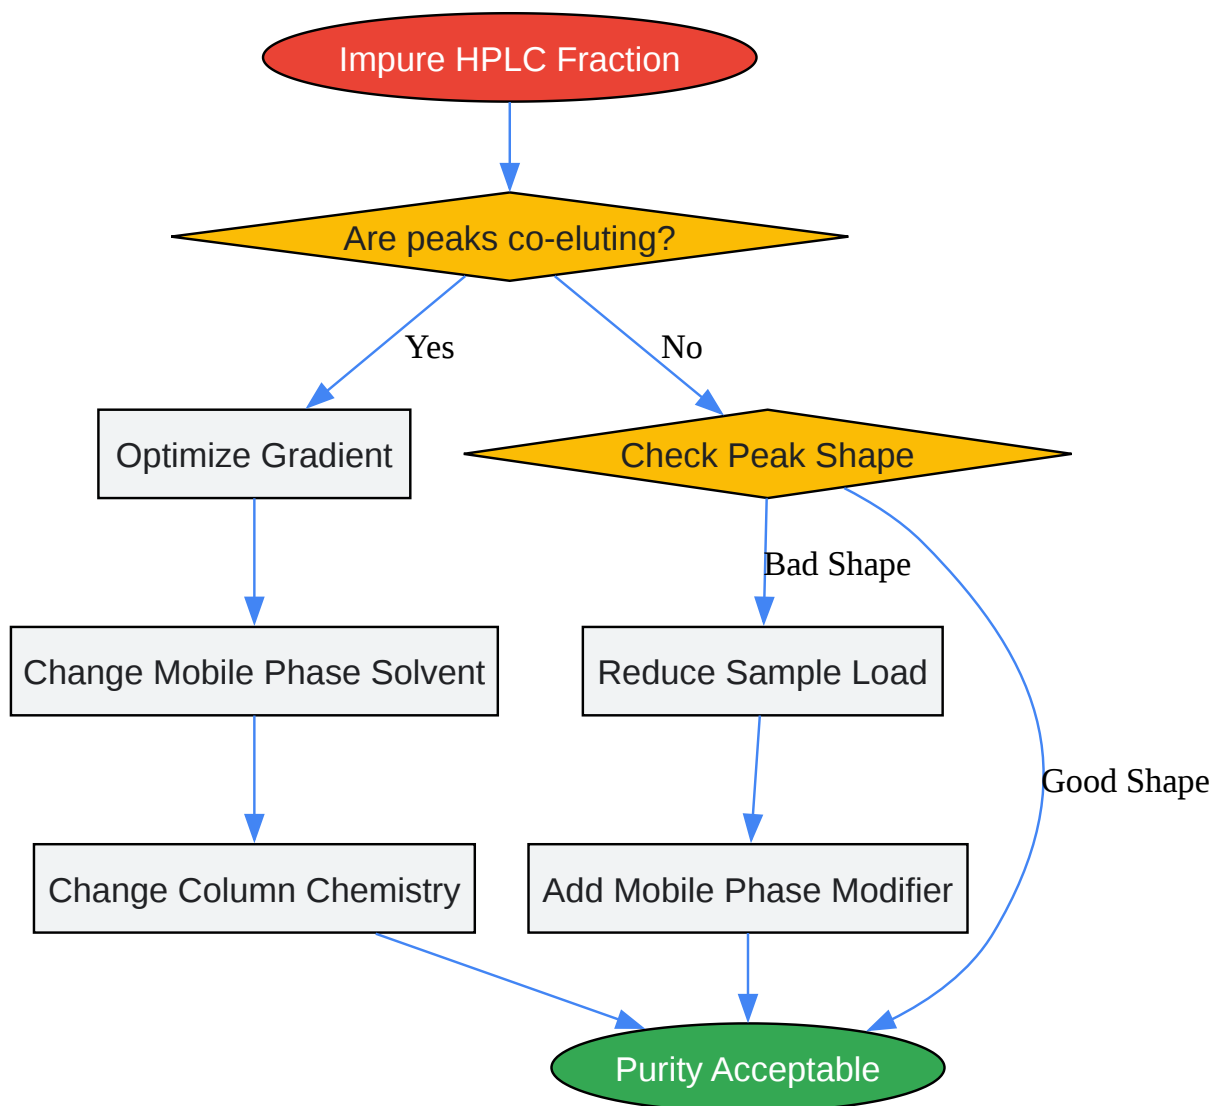 Impure HPLC Fraction
Are peaks co-eluting?
Yes
No
Optimize Gradient
Check Peak Shape
Bad Shape
Change Mobile Phase Solvent
Reduce Sample Load
Good Shape
Change Column Chemistry
Add Mobile Phase Modifier
Purity Acceptable